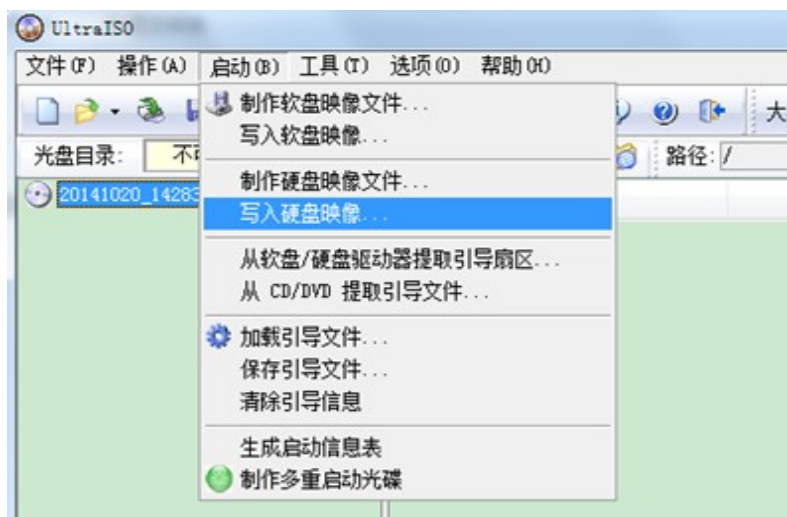 UltraISO
文件(F) 操作(A) 启动(B) 工具(T) 选项(O) 帮助(H)
大
光盘目录: 不可
路径: /
20141020_14283
制作软盘映像文件...
写入软盘映像...
制作硬盘映像文件...
写入硬盘映像...
从软盘/硬盘驱动器提取引导扇区...
从 CD/DVD 提取引导文件...
加载引导文件...
保存引导文件...
清除引导信息
生成启动信息表
制作多重启动光碟